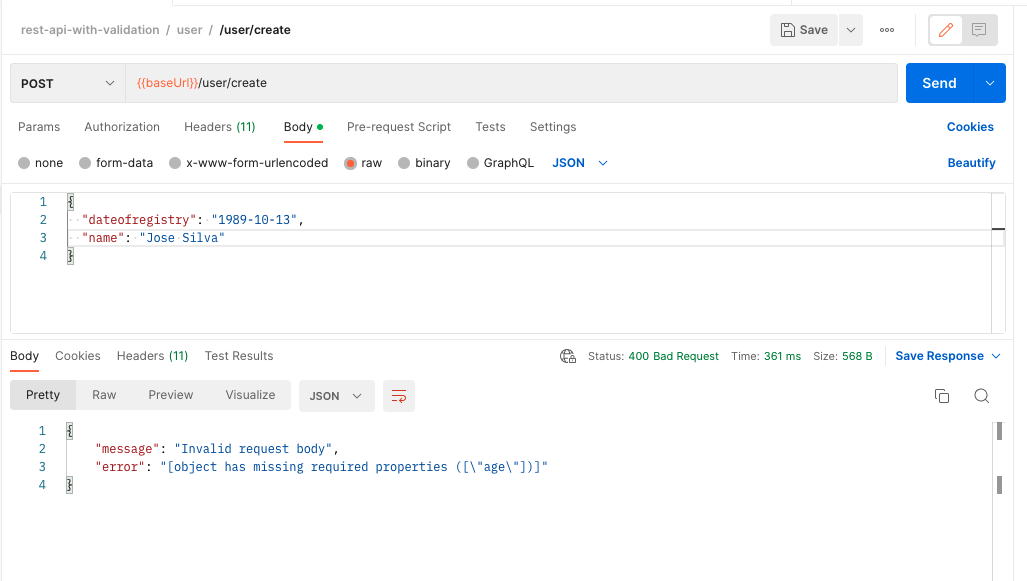 rest-api-with-validation / user / /user/create
Save
POST
{{baseUrl}}/user/create
Send
Params Authorization Headers (11) Body Pre-request Script Tests Settings Cookies
none form-data x-www-form-urlencoded raw binary GraphQL JSON Beautify
1 {
2 "dateofregistry": "1989-10-13",
3 "name": "Jose Silva"
4 }
Body Cookies Headers (11) Test Results Status: 400 Bad Request Time: 361 ms Size: 568 B Save Response
Pretty Raw Preview Visualize JSON
1 {
2 "message": "Invalid request body",
3 "error": "[object has missing required properties ([\"age\"])]"
4 }